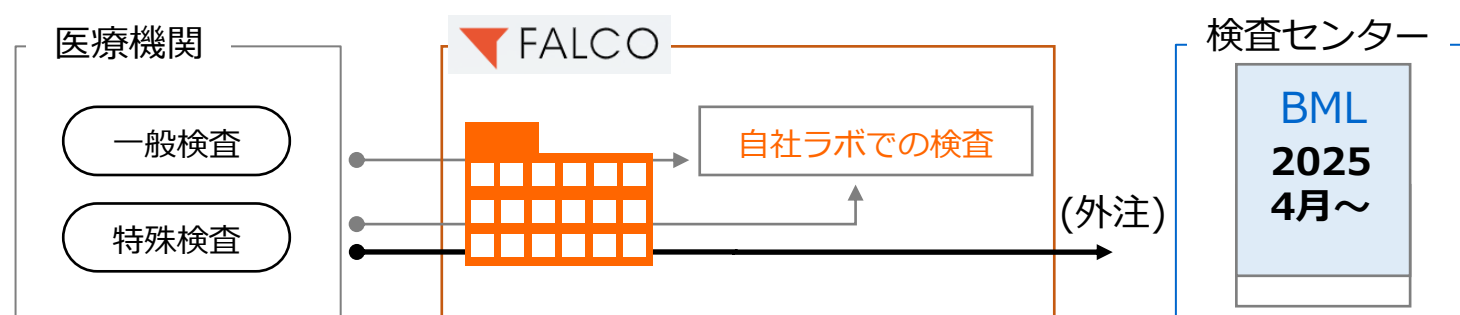 医療機関
一般検査
特殊検査
FALCO
自社ラボでの検査
(外注)
検査センター
BML
2025
4月～